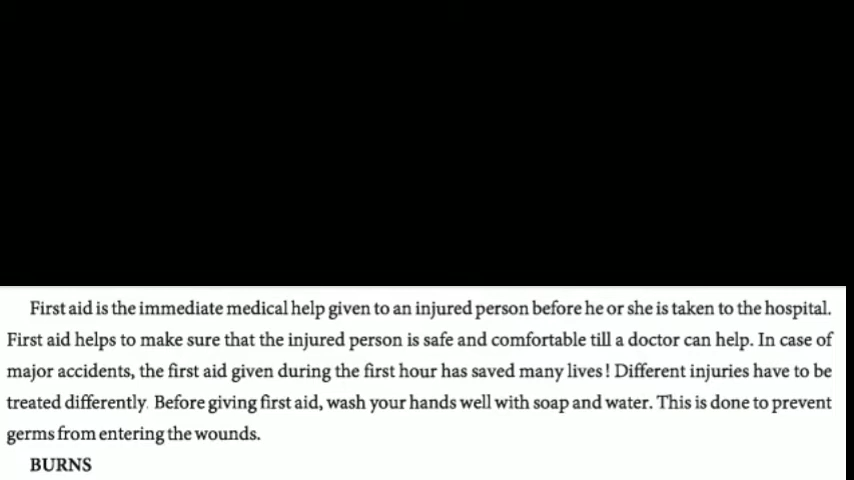 First aid is the immediate medical help given to an injured person before he or she is taken to the hospital.
First aid helps to make sure that the injured person is safe and comfortable till a doctor can help. In case of
major accidents, the first aid given during the first hour has saved many lives! Different injuries have to be
treated differently. Before giving first aid, wash your hands well with soap and water. This is done to prevent
germs from entering the wounds.
BURNS